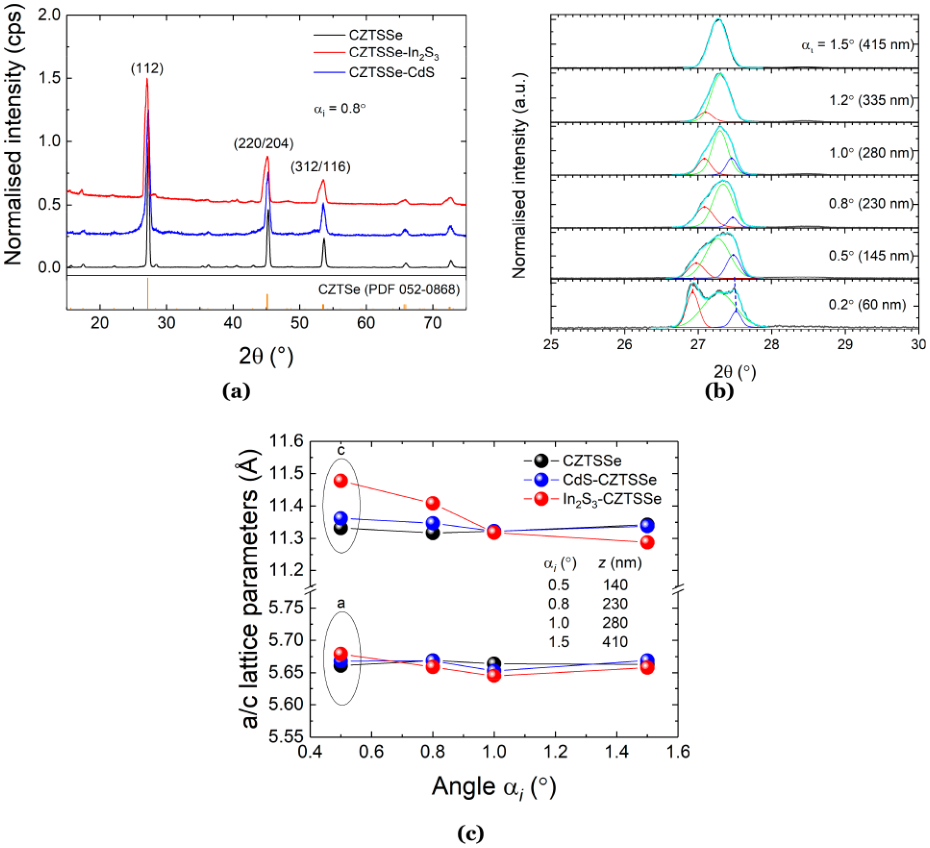 2.0
1.5
1.0
0.5
0.0
Normalised intensity (cps)
CZTSSe
CZTSSe-In₂S₃
CZTSSe-CdS
(112)
αᵢ = 0.8°
(220/204)
(312/116)
CZTSe (PDF 052-0868)
20 30 40 50 60 70
2θ (°)
(a)
Normalised intensity (a.u.)
αᵢ = 1.5° (415 nm)
1.2° (335 nm)
1.0° (280 nm)
0.8° (230 nm)
0.5° (145 nm)
0.2° (60 nm)
25 26 27 28 29 30
2θ (°)
(b)
a/c lattice parameters (Å)
11.6
11.5
11.4
11.3
11.2
5.75
5.70
5.65
5.60
5.55
c
a
CZTSSe
CdS-CZTSSe
In₂S₃-CZTSSe
αᵢ (°) z (nm)
0.5 140
0.8 230
1.0 280
1.5 410
0.4 0.6 0.8 1.0 1.2 1.4 1.6
Angle αᵢ (°)
(c)